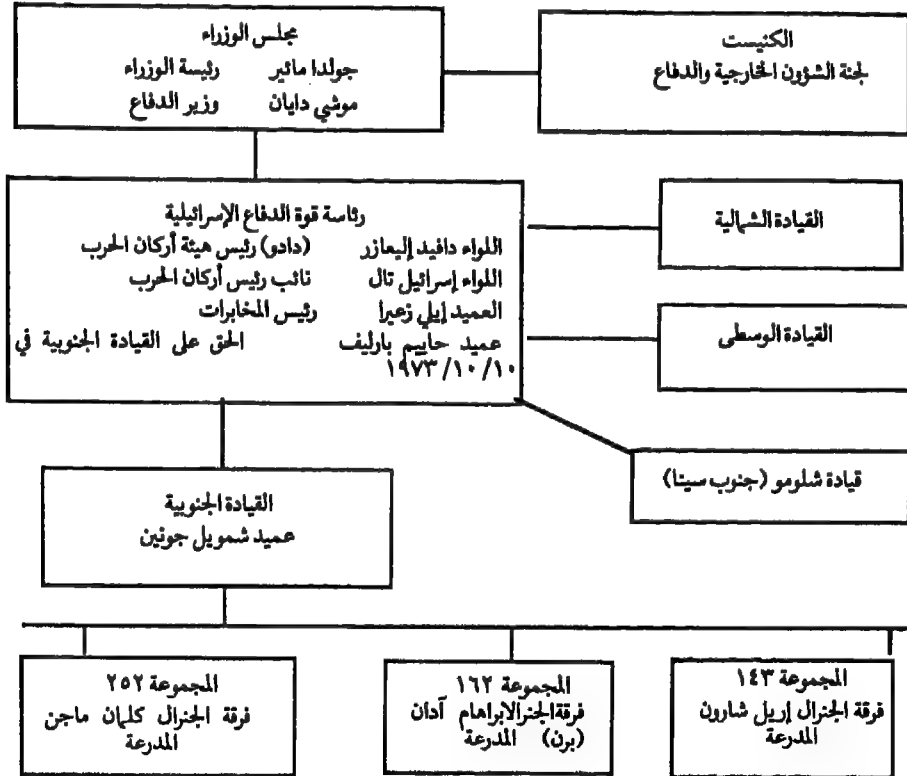 الكنيست
لجنة الشؤون الخارجية والدفاع
مجلس الوزراء
جولدا مائير رئيسة الوزراء
موشي دايان وزير الدفاع
رئاسة قوة الدفاع الإسرائيلية
اللواء دافيد إليعازر (دادو) رئيس هيئة أركان الحرب
اللواء إسرائيل تال نائب رئيس أركان الحرب
العميد إيلي زعيرا رئيس المخابرات
عميد حاييم بارليف الحق على القيادة الجنوبية في
١٩٧٣/١٠/١٠
القيادة الشمالية
القيادة الوسطى
قيادة شلومو (جنوب سينا)
القيادة الجنوبية
عميد شمويل جونين
المجموعة ١٤٣
فرقة الجنرال إريل شارون
المدرعة
المجموعة ١٦٢
فرقةالجنرالابراهام آدان
(برن) المدرعة
المجموعة ٢٥٢
فرقة الجنرال كلمان ماجن
المدرعة